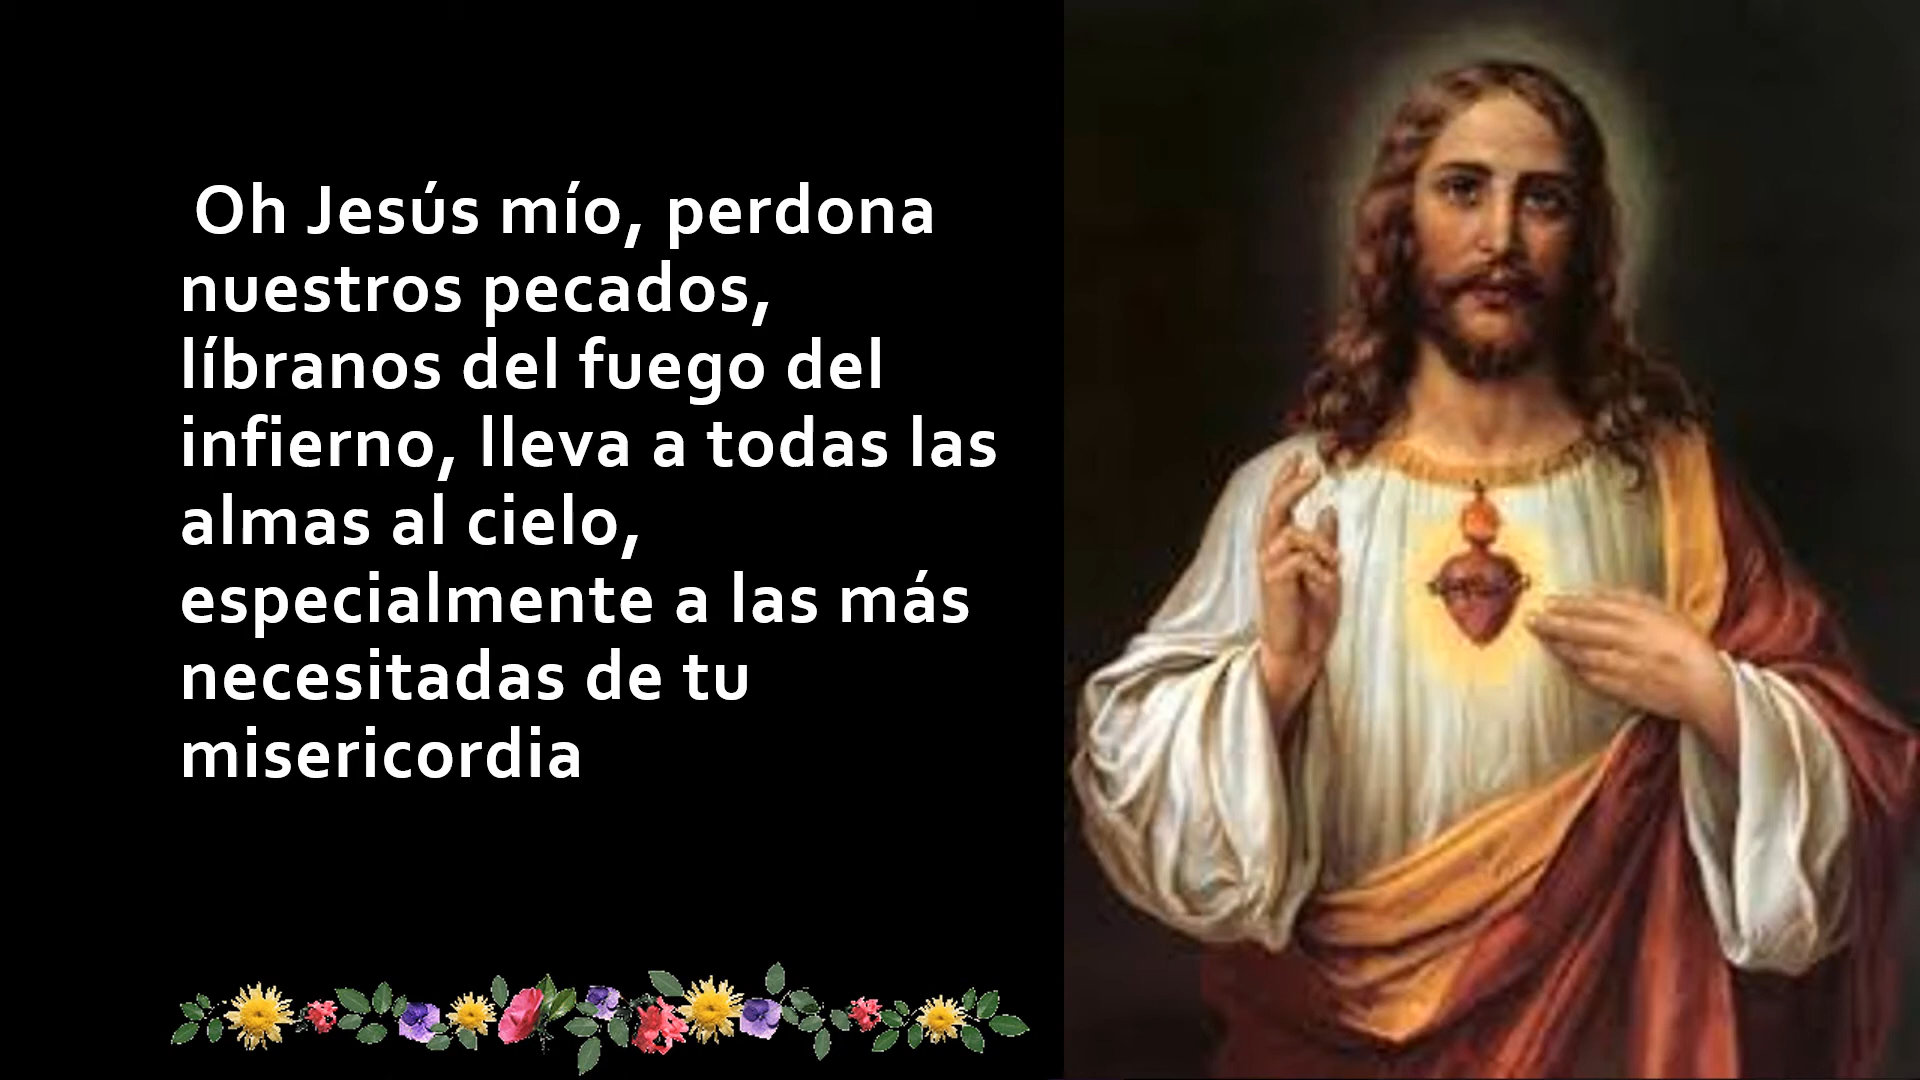 Oh Jesús mío, perdona
nuestros pecados,
líbranos del fuego del
infierno, lleva a todas las
almas al cielo,
especialmente a las más
necesitadas de tu
misericordia